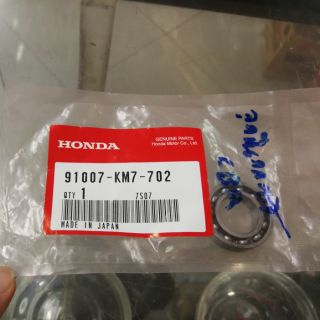 HONDA
GENUINE PARTS
Honda Motor Co., Ltd.
91007-KM7-702
QTY 1 7S07
MADE IN JAPAN